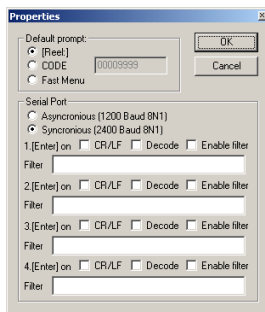 Properties
Default prompt:
[Reel:]
CODE 00009999
Fast Menu
OK
Cancel
Serial Port
Asyncronious (1200 Baud 8N1)
Syncronious (2400 Baud 8N1)
1.[Enter] on CR/LF Decode Enable filter
Filter
2.[Enter] on CR/LF Decode Enable filter
Filter
3.[Enter] on CR/LF Decode Enable filter
Filter
4.[Enter] on CR/LF Decode Enable filter
Filter